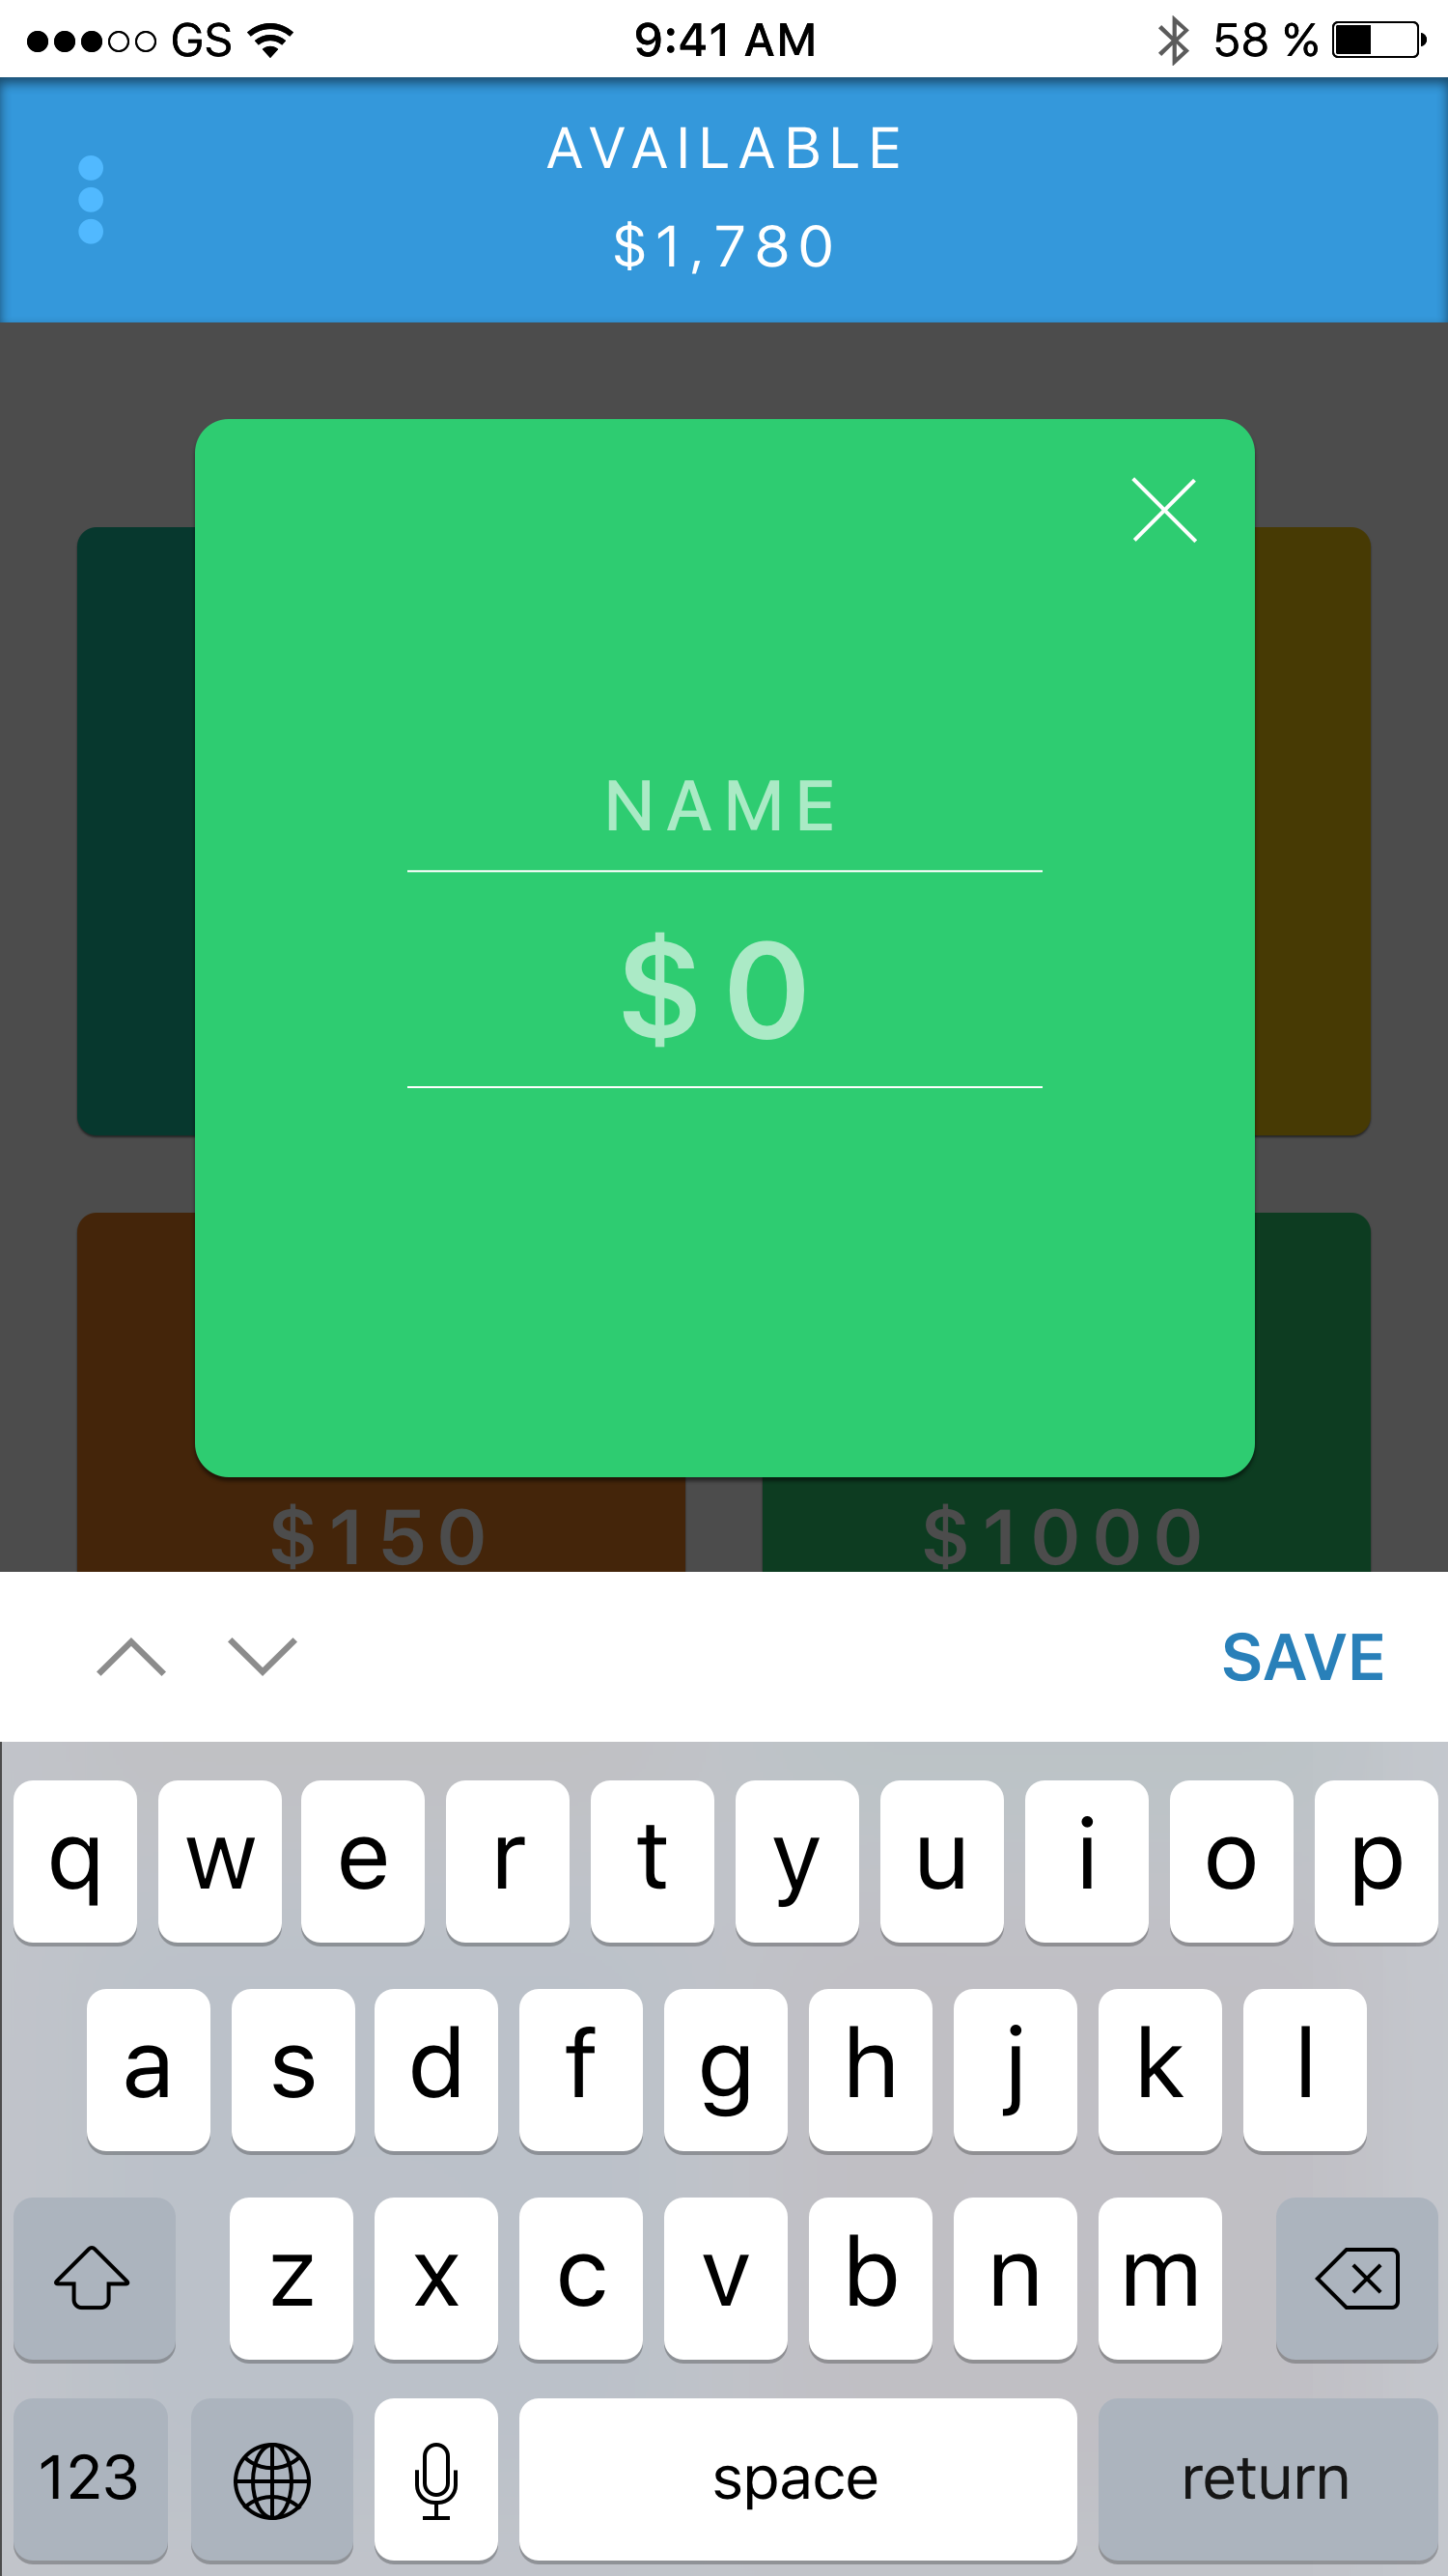 GS 9:41 AM 58 %
AVAILABLE
$1,780
NAME
$0
$150 $1000
SAVE
q w e r t y u i o p
a s d f g h j k l
z x c v b n m
123 space return